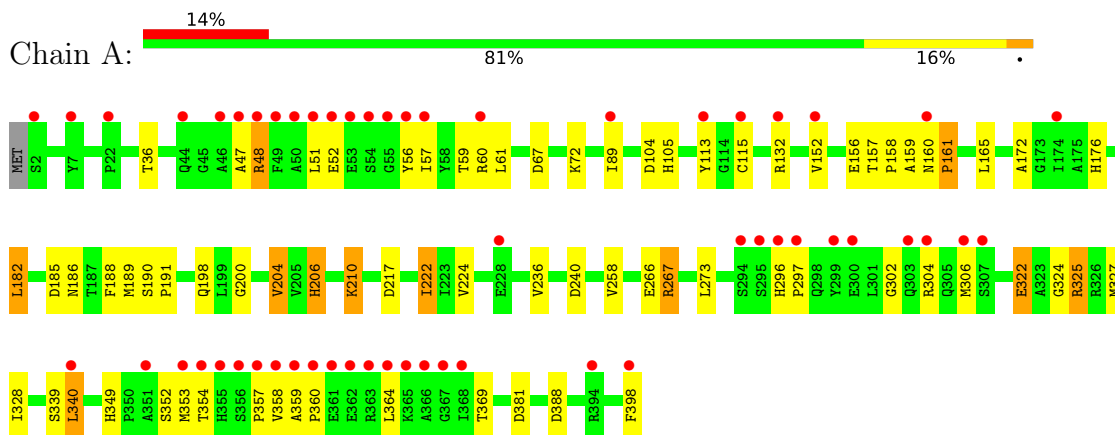 14%
Chain A:
81% 16% •
MET S2 Y7 P22 T36 Q44 G45 A46 A47 R48 F49 A50 L51 E52 E53 S54 G55 Y56 I57 Y58 T59 R60 L61 D67 K72 I89 D104 H105 Y113 G114 C115 R132 V152 E156 T157 P158 A159 N160 P161 L165 A172 G173 I174 A175 H176
L182 D185 N186 T187 F188 M189 S190 P191 Q198 L199 G200 V204 V205 H206 K210 D217 I222 I223 V224 E228 V236 D240 V258 E266 R267 L273 S294 S295 H296 P297 Q298 Y299 E300 L301 G302 Q303 R304 Q305 M306 S307 E322 A323 G324 R325 R326 M327
I328 S339 L340 H349 P350 A351 S352 M353 T354 H355 S356 P357 V358 A359 P360 E361 E362 R363 L364 K365 A366 G367 I368 T369 D381 D388 R394 F398